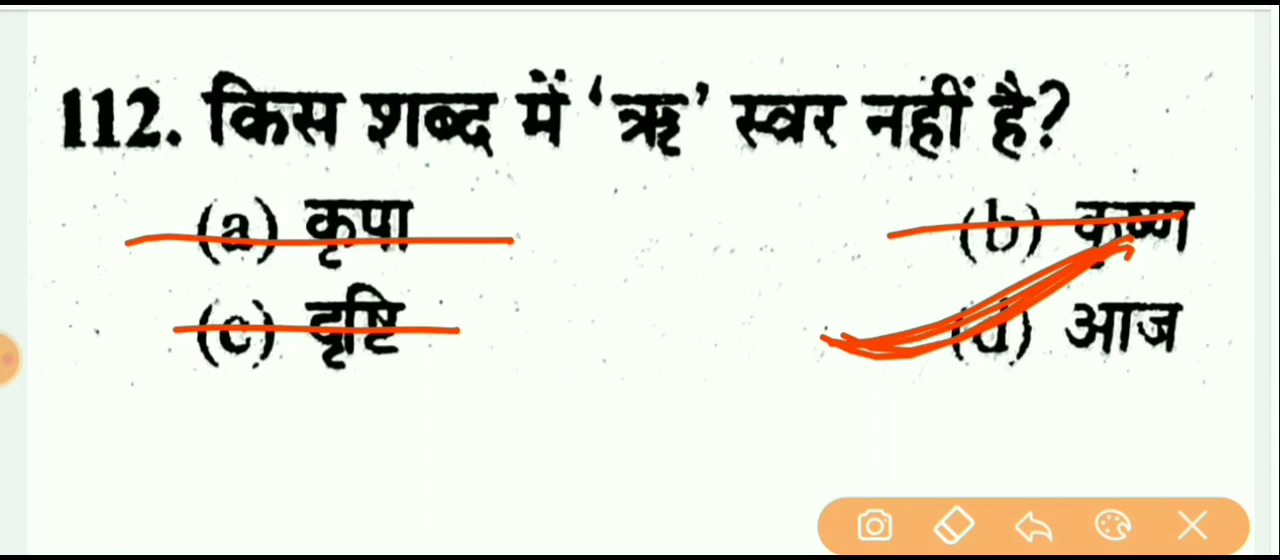 112. किस शब्द में ‘ऋ’ स्वर नहीं है?
(a) कृपा (b) कृष्ण
(c) दृष्टि (d) आज